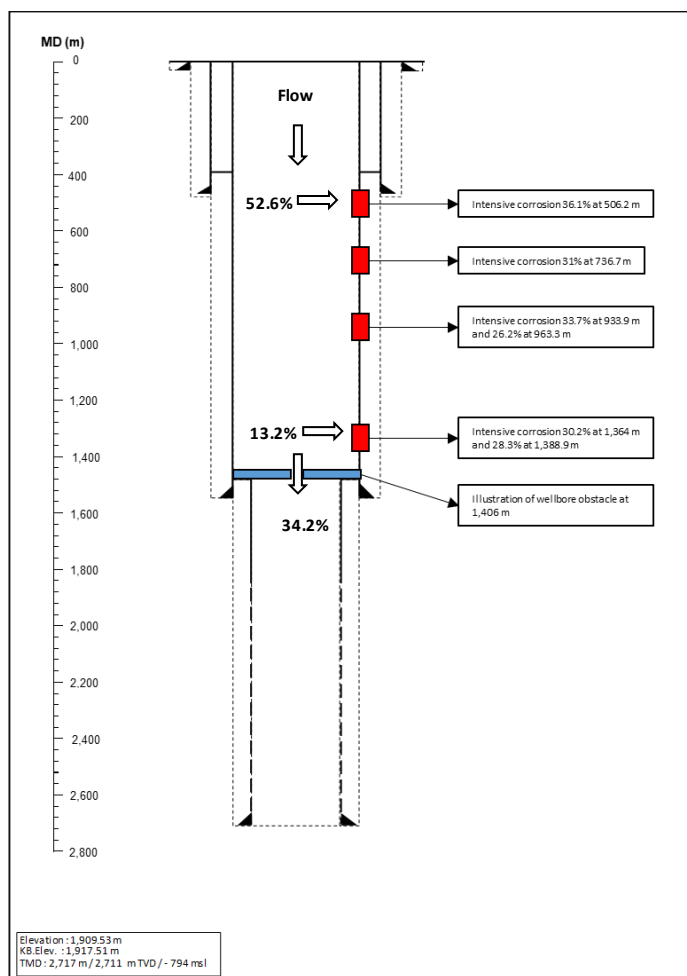 MD (m)
0
200
400
600
800
1,000
1,200
1,400
1,600
1,800
2,000
2,200
2,400
2,600
2,800
Flow
52.6%
13.2%
34.2%
Intensive corrosion 36.1% at 506.2 m
Intensive corrosion 31% at 736.7 m
Intensive corrosion 33.7% at 933.9 m
and 26.2% at 963.3 m
Intensive corrosion 30.2% at 1,364 m
and 28.3% at 1,388.9 m
Illustration of wellbore obstacle at
1,406 m
Elevation : 1,909.53 m
KB.Elev. : 1,917.51 m
TMD : 2,717 m / 2,711 m TVD / - 794 msl